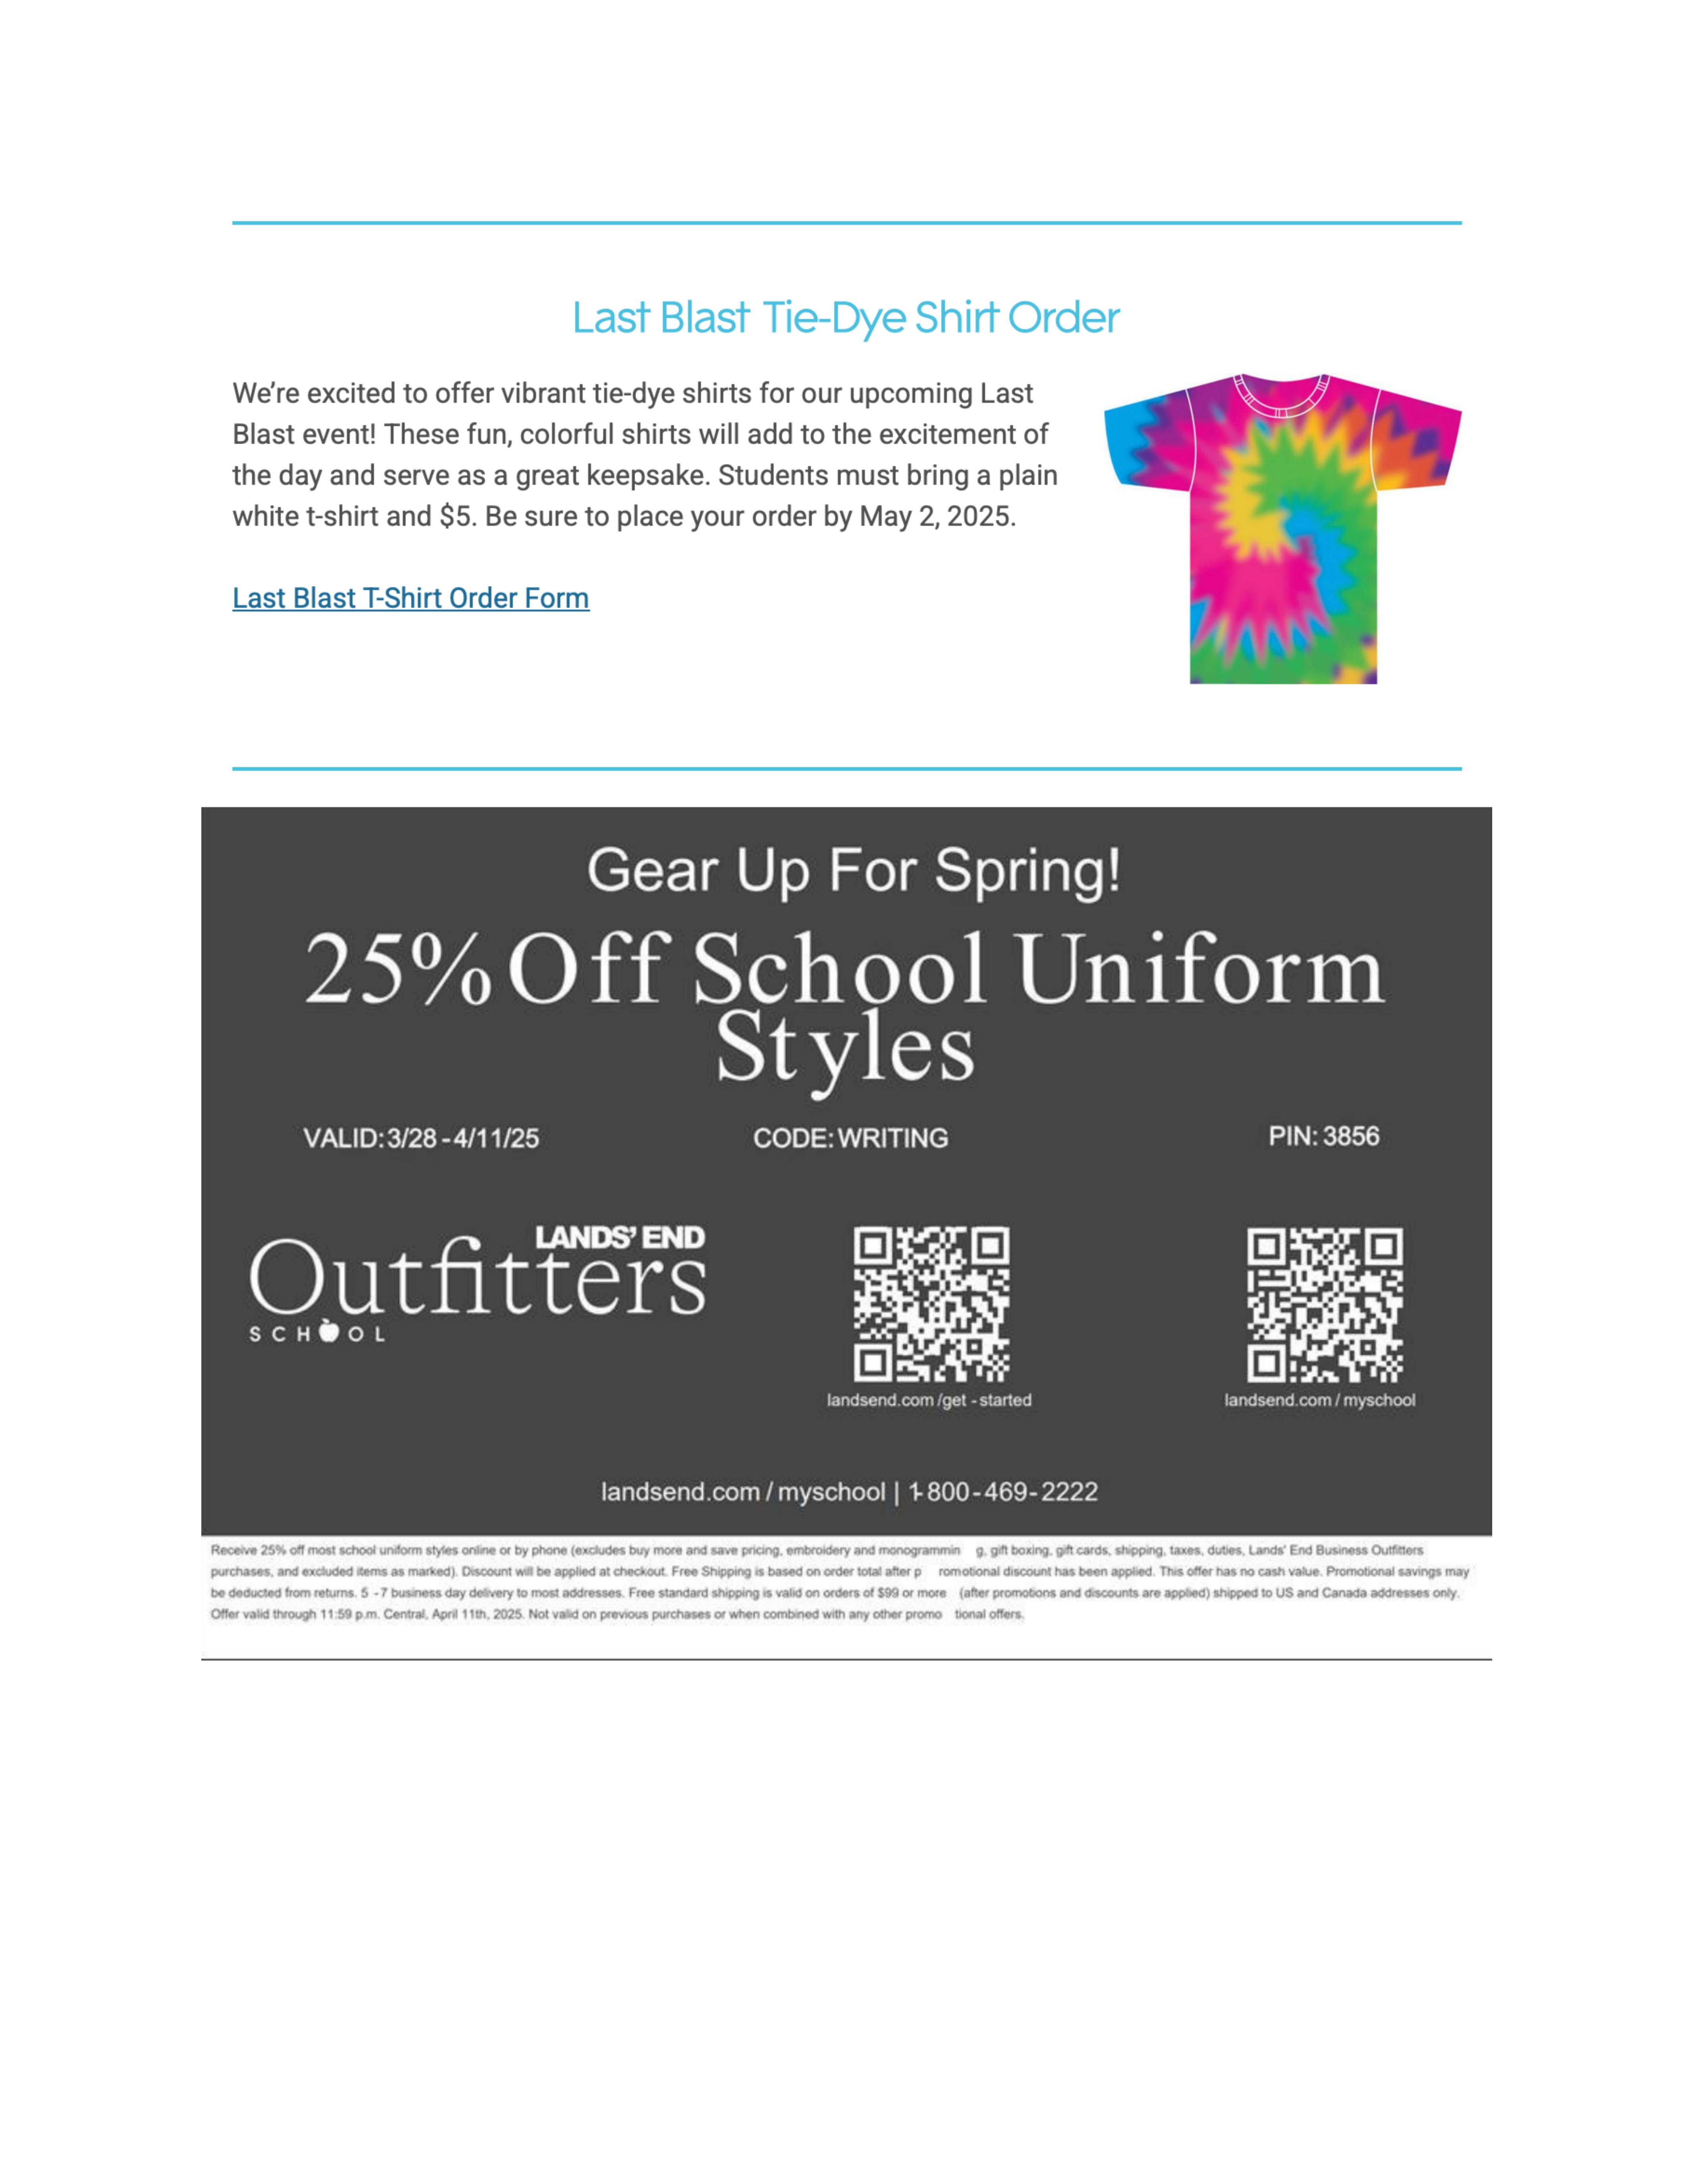 Last Blast Tie-Dye Shirt Order
We're excited to offer vibrant tie-dye shirts for our upcoming Last
Blast event! These fun, colorful shirts will add to the excitement of
the day and serve as a great keepsake. Students must bring a plain
white t-shirt and $5. Be sure to place your order by May 2, 2025.
Last Blast T-Shirt Order Form
Gear Up For Spring!
25% Off School Uniform
Styles
VALID: 3/28 - 4/11/25 CODE: WRITING PIN: 3856
LANDS' END
Outfitters
SCHOOL
landsend.com /get - started landsend.com / myschool
landsend.com / myschool | 1-800-469-2222
Receive 25% off most school uniform styles online or by phone (excludes buy more and save pricing, embroidery and monogrammin g, gift boxing, gift cards, shipping, taxes, duties, Lands' End Business Outfitters
purchases, and excluded items as marked). Discount will be applied at checkout. Free Shipping is based on order total after p romotional discount has been applied. This offer has no cash value. Promotional savings may
be deducted from returns. 5 -7 business day delivery to most addresses. Free standard shipping is valid on orders of $99 or more (after promotions and discounts are applied) shipped to US and Canada addresses only.
Offer valid through 11:59 p.m. Central, April 11th, 2025. Not valid on previous purchases or when combined with any other promo tional offers.